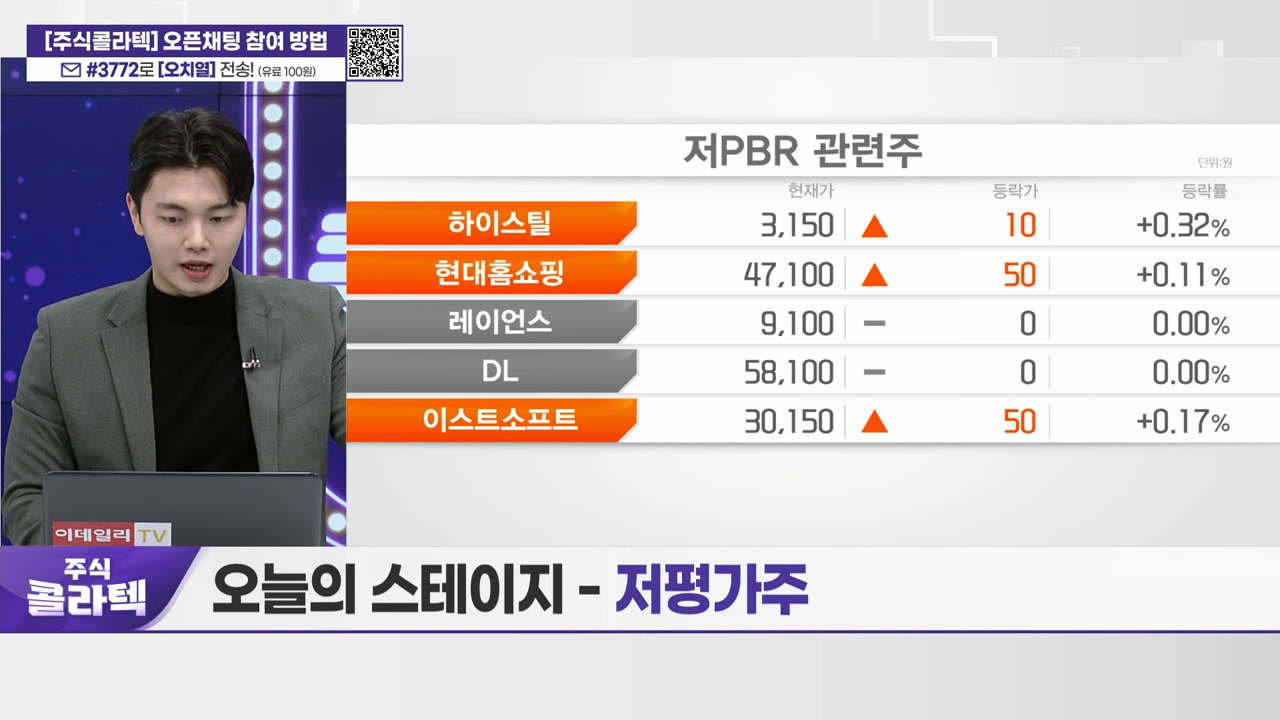 [주식콜라텍] 오픈채팅 참여 방법
#3772로 [오치열] 전송! (유료 100원)
저PBR 관련주
단위:원
현재가 등락가 등락률
하이스틸 3,150 ▲ 10 +0.32%
현대홈쇼핑 47,100 ▲ 50 +0.11%
레이언스 9,100 – 0 0.00%
DL 58,100 – 0 0.00%
이스트소프트 30,150 ▲ 50 +0.17%
이데일리 TV
주식
콜라텍
오늘의 스테이지 - 저평가주